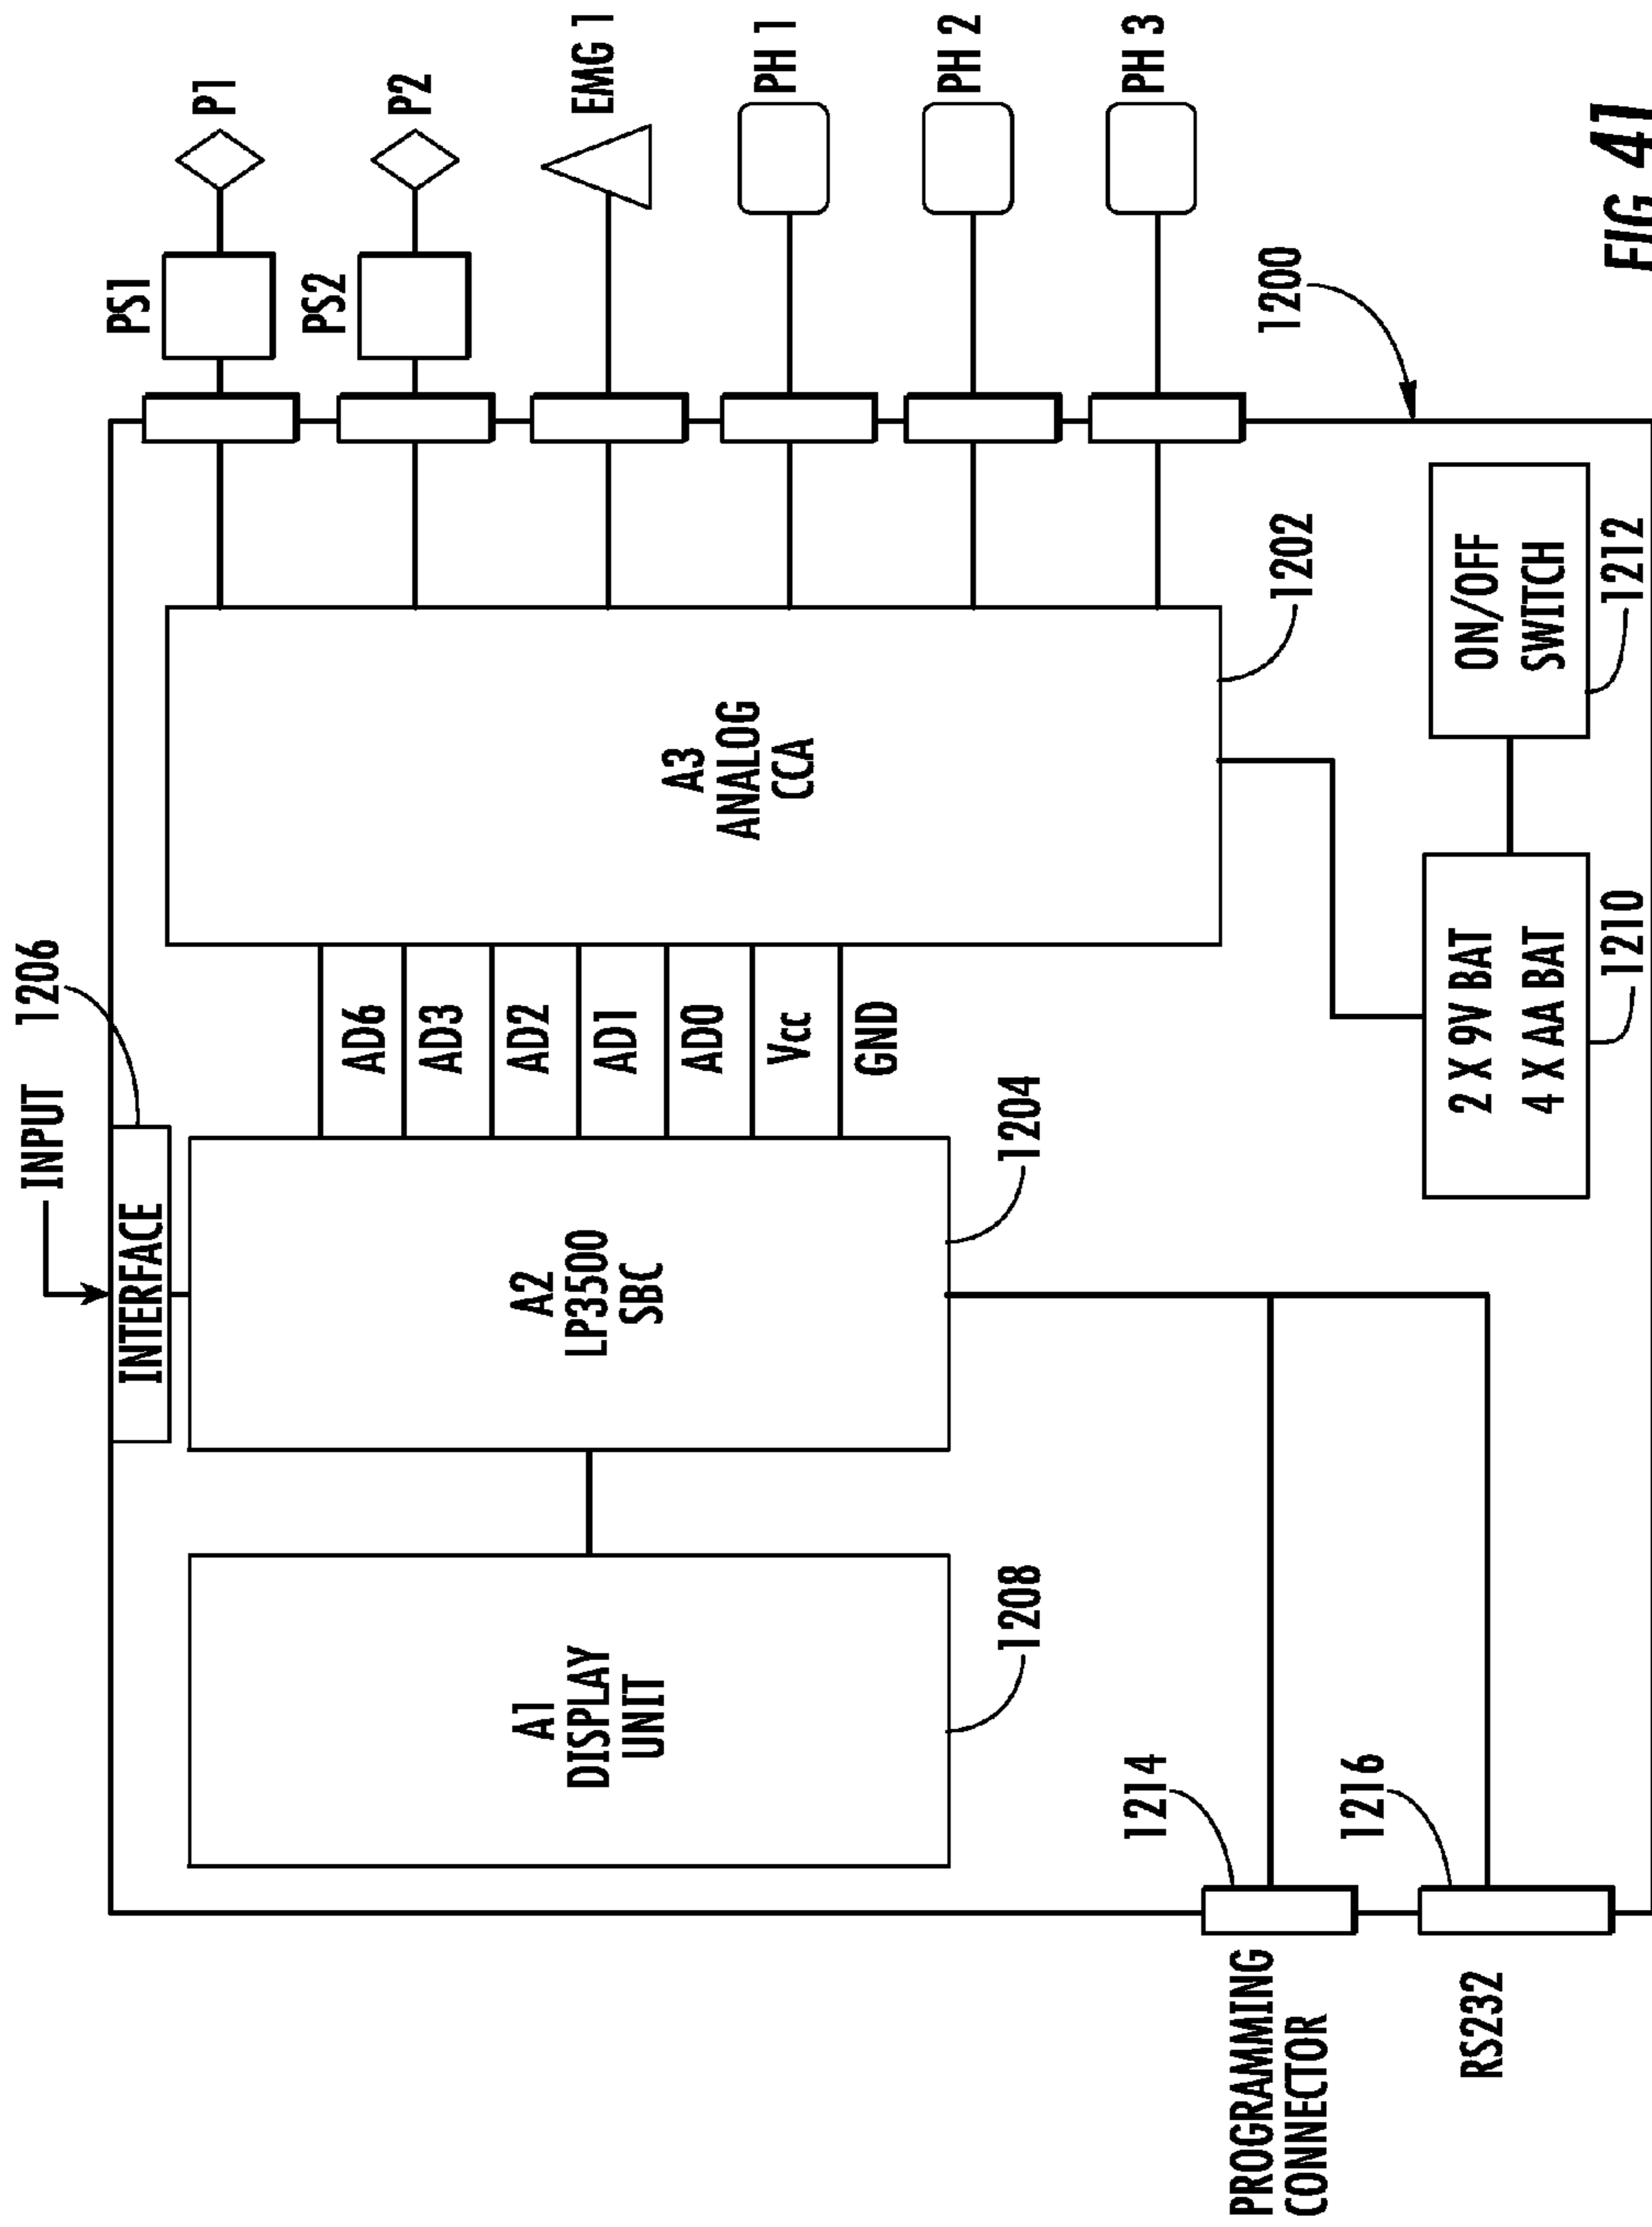 INPUT
1206
INTERFACE
PS1
P1
PS2
P2
EMG 1
PH 1
PH 2
PH 3
A1
DISPLAY
UNIT
1208
A2
LP3500
SBC
1204
AD6
AD3
AD2
AD1
AD0
Vcc
GND
A3
ANALOG
CCA
1202
1200
PROGRAMMING
CONNECTOR
1214
RS232
1216
2 X 9V BAT
4 X AA BAT
1210
ON/OFF
SWITCH
1212
FIG 41